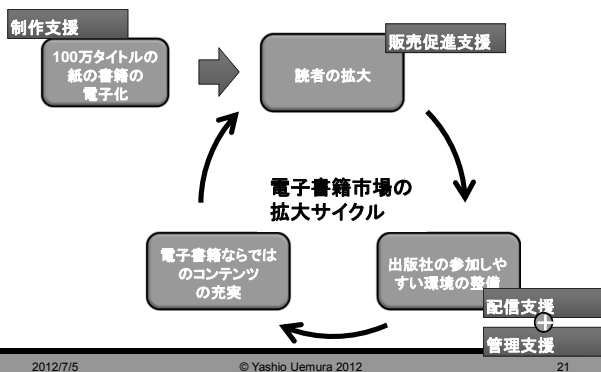 制作支援
100万タイトルの
紙の書籍の
電子化
販売促進支援
読者の拡大
電子書籍市場の
拡大サイクル
電子書籍ならでは
のコンテンツ
の充実
出版社の参加しや
すい環境の整備
配信支援
+
管理支援
2012/7/5
© Yashio Uemura 2012
21